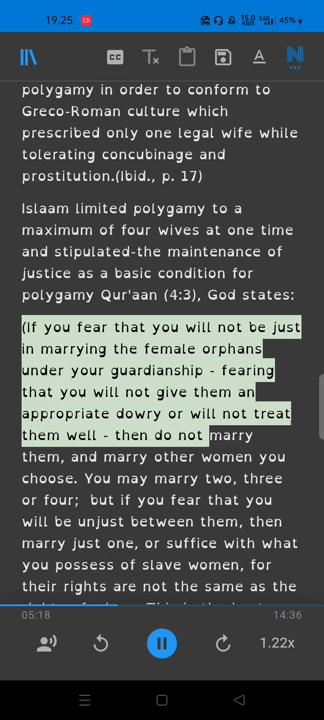 19.25
15.0
KB/S
45%
CC
polygamy in order to conform to
Greco-Roman culture which
prescribed only one legal wife while
tolerating concubinage and
prostitution.(Ibid., p. 17)
Islaam limited polygamy to a
maximum of four wives at one time
and stipulated-the maintenance of
justice as a basic condition for
polygamy Qur'aan (4:3), God states:
(If you fear that you will not be just
in marrying the female orphans
under your guardianship - fearing
that you will not give them an
appropriate dowry or will not treat
them well - then do not marry
them, and marry other women you
choose. You may marry two, three
or four; but if you fear that you
will be unjust between them, then
marry just one, or suffice with what
you possess of slave women, for
their rights are not the same as the
05:18
14:36
1.22x